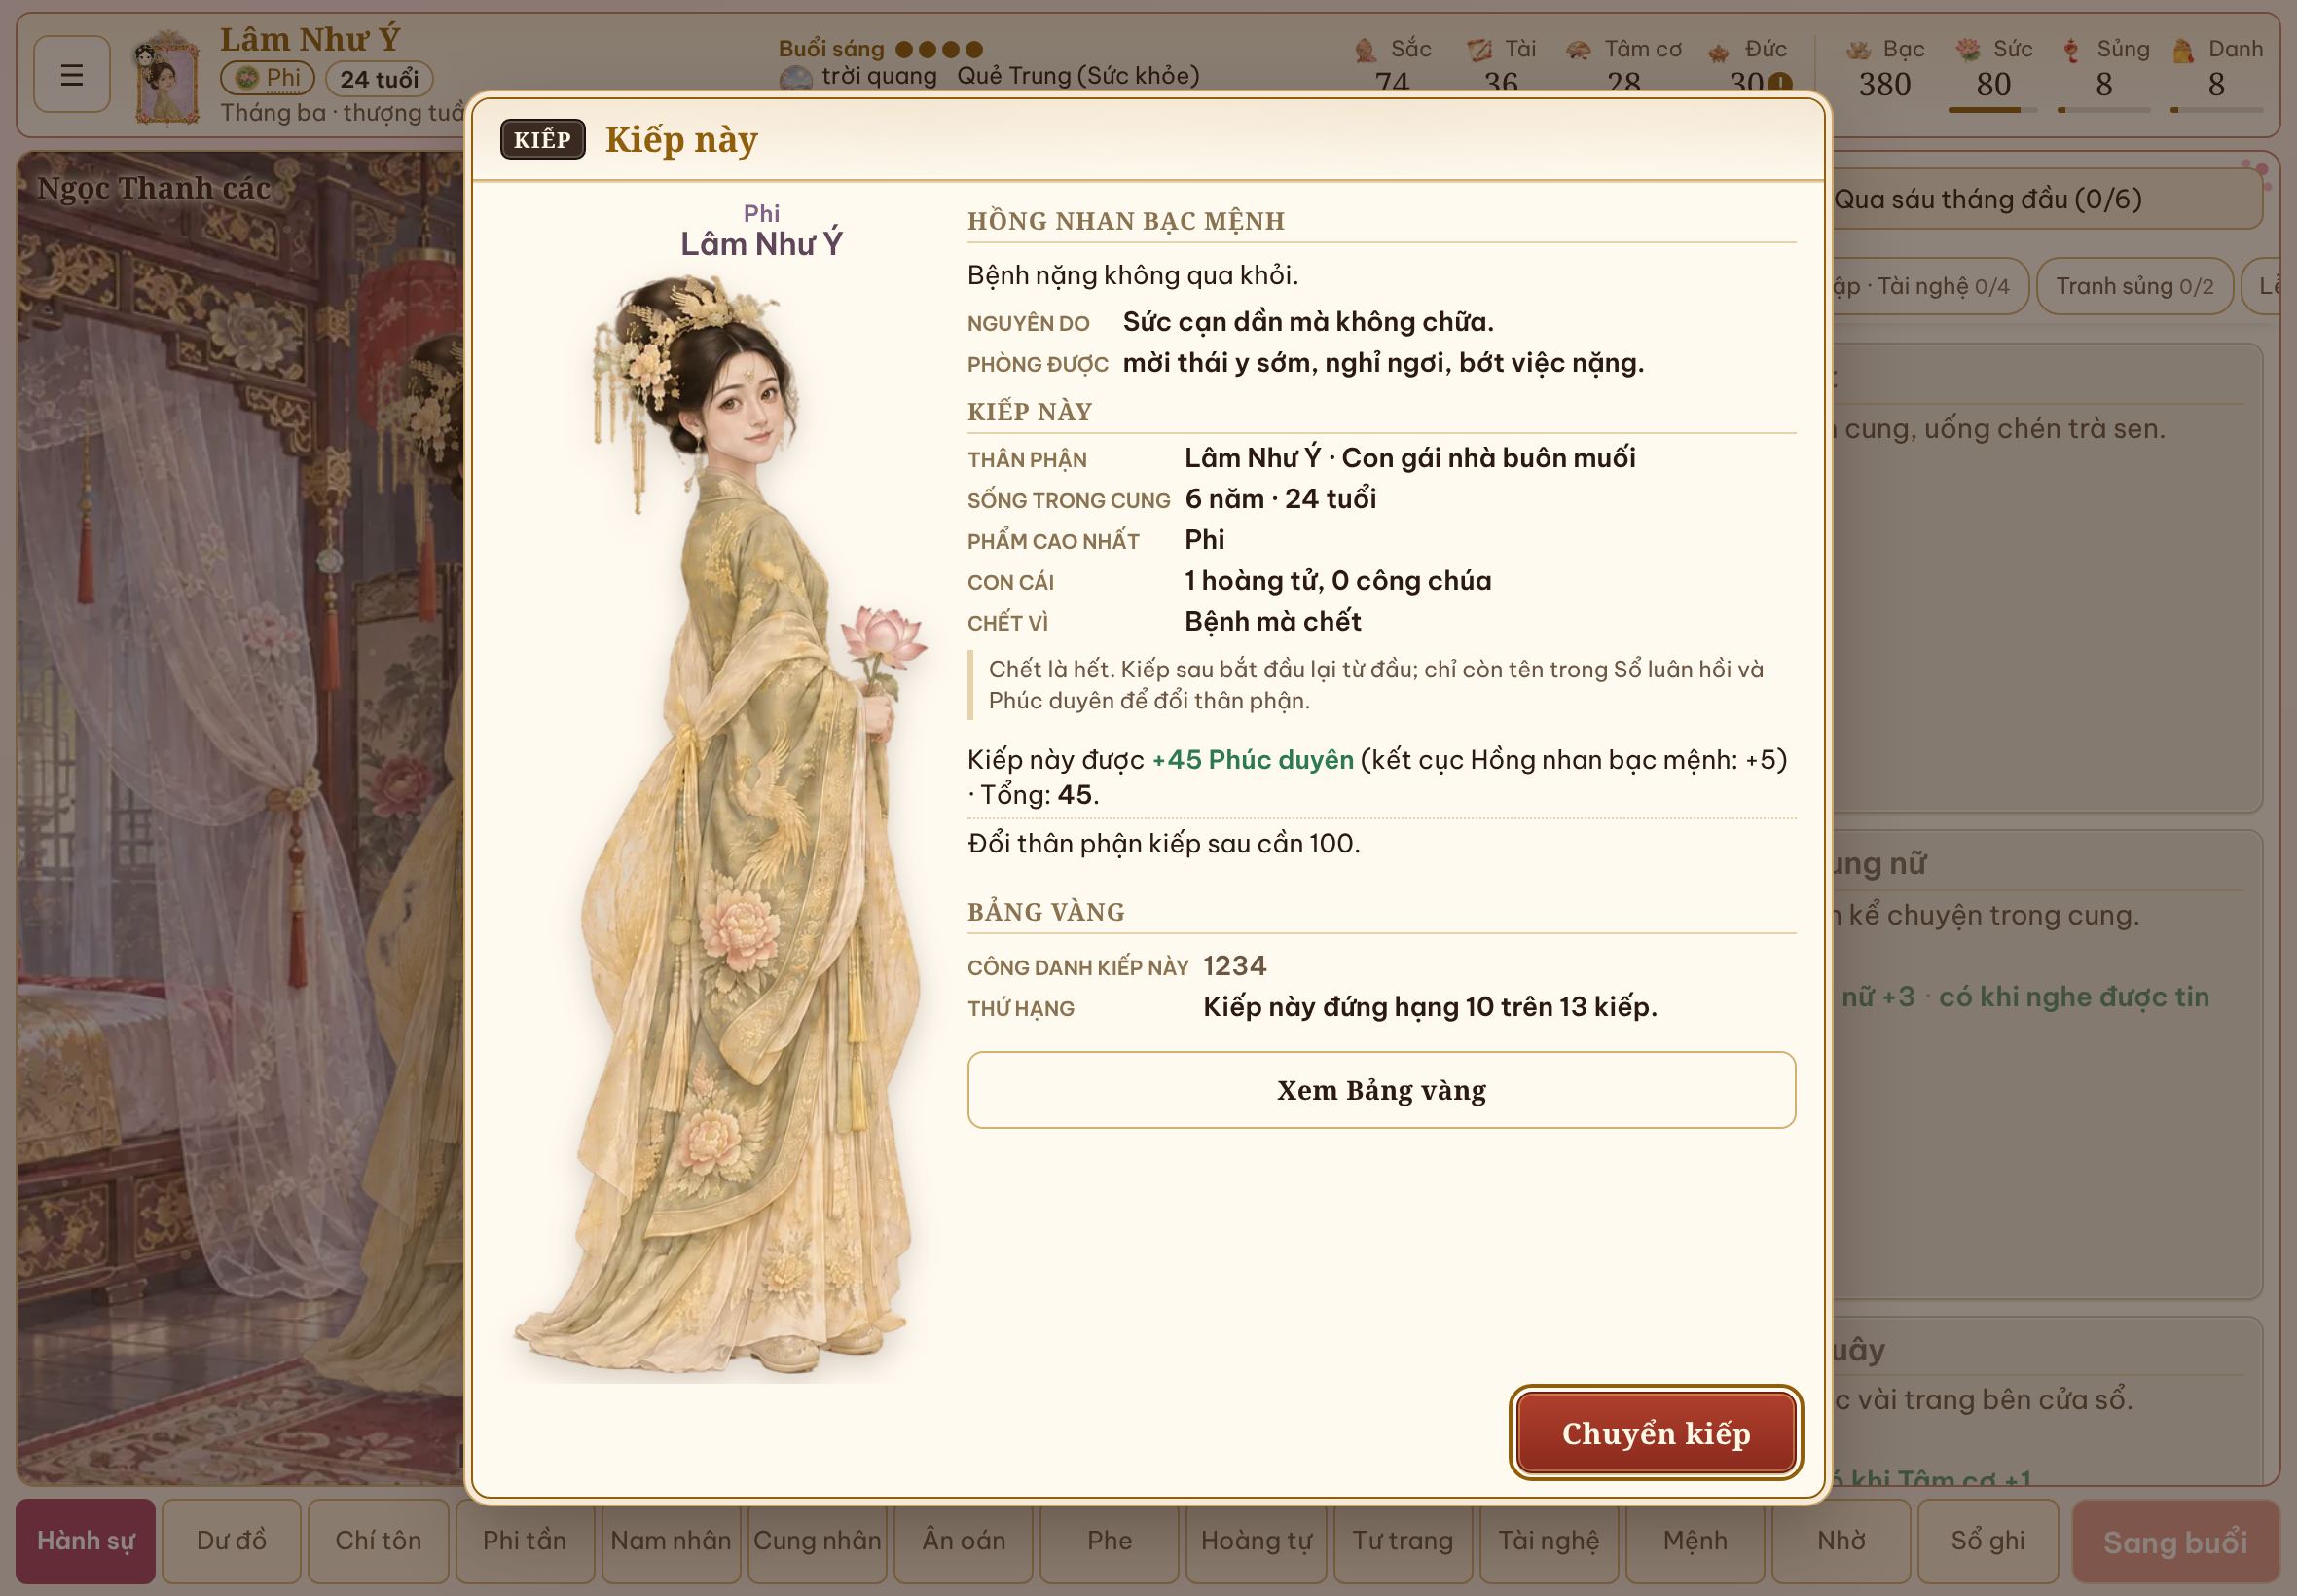 ☰
Lâm Như Ý
Phi
24 tuổi
Tháng ba · thượng tuầ
Buổi sáng
trời quang Quẻ Trung (Sức khỏe)
Sắc
74
Tài
36
Tâm cơ
28
Đức
30
Bạc
380
Sức
80
Sủng
8
Danh
8
Ngọc Thanh các
KIẾP Kiếp này
Phi
Lâm Như Ý
HỒNG NHAN BẠC MỆNH
Bệnh nặng không qua khỏi.
NGUYÊN DO Sức cạn dần mà không chữa.
PHÒNG ĐƯỢC mời thái y sớm, nghỉ ngơi, bớt việc nặng.
KIẾP NÀY
THÂN PHẬN Lâm Như Ý · Con gái nhà buôn muối
SỐNG TRONG CUNG 6 năm · 24 tuổi
PHẨM CAO NHẤT Phi
CON CÁI 1 hoàng tử, 0 công chúa
CHẾT VÌ Bệnh mà chết
Chết là hết. Kiếp sau bắt đầu lại từ đầu; chỉ còn tên trong Sổ luân hồi và
Phúc duyên để đổi thân phận.
Kiếp này được +45 Phúc duyên (kết cục Hồng nhan bạc mệnh: +5)
· Tổng: 45.
Đổi thân phận kiếp sau cần 100.
BẢNG VÀNG
CÔNG DANH KIẾP NÀY 1234
THỨ HẠNG Kiếp này đứng hạng 10 trên 13 kiếp.
Xem Bảng vàng
Chuyển kiếp
Qua sáu tháng đầu (0/6)
ập · Tài nghệ 0/4
Tranh sủng 0/2
Lễ
cung, uống chén trà sen.
ung nữ
kể chuyện trong cung.
nữ +3 · có khi nghe được tin
uây
c vài trang bên cửa sổ.
ó khi Tâm cơ +1
Hành sự
Dư đồ
Chí tôn
Phi tần
Nam nhân
Cung nhân
Ân oán
Phe
Hoàng tự
Tư trang
Tài nghệ
Mệnh
Nhờ
Sổ ghi
Sang buổi